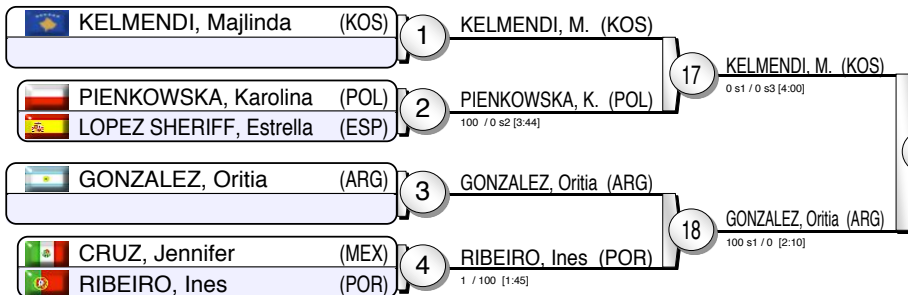 KELMENDI, Majlinda (KOS)
1
KELMENDI, M. (KOS)
17
KELMENDI, M. (KOS)
0 s1 / 0 s3 [4:00]
PIENKOWSKA, Karolina (POL)
LOPEZ SHERIFF, Estrella (ESP)
2
PIENKOWSKA, K. (POL)
100 / 0 s2 [3:44]
GONZALEZ, Oritia (ARG)
3
GONZALEZ, Oritia (ARG)
18
GONZALEZ, Oritia (ARG)
100 s1 / 0 [2:10]
CRUZ, Jennifer (MEX)
RIBEIRO, Ines (POR)
4
RIBEIRO, Ines (POR)
1 / 100 [1:45]